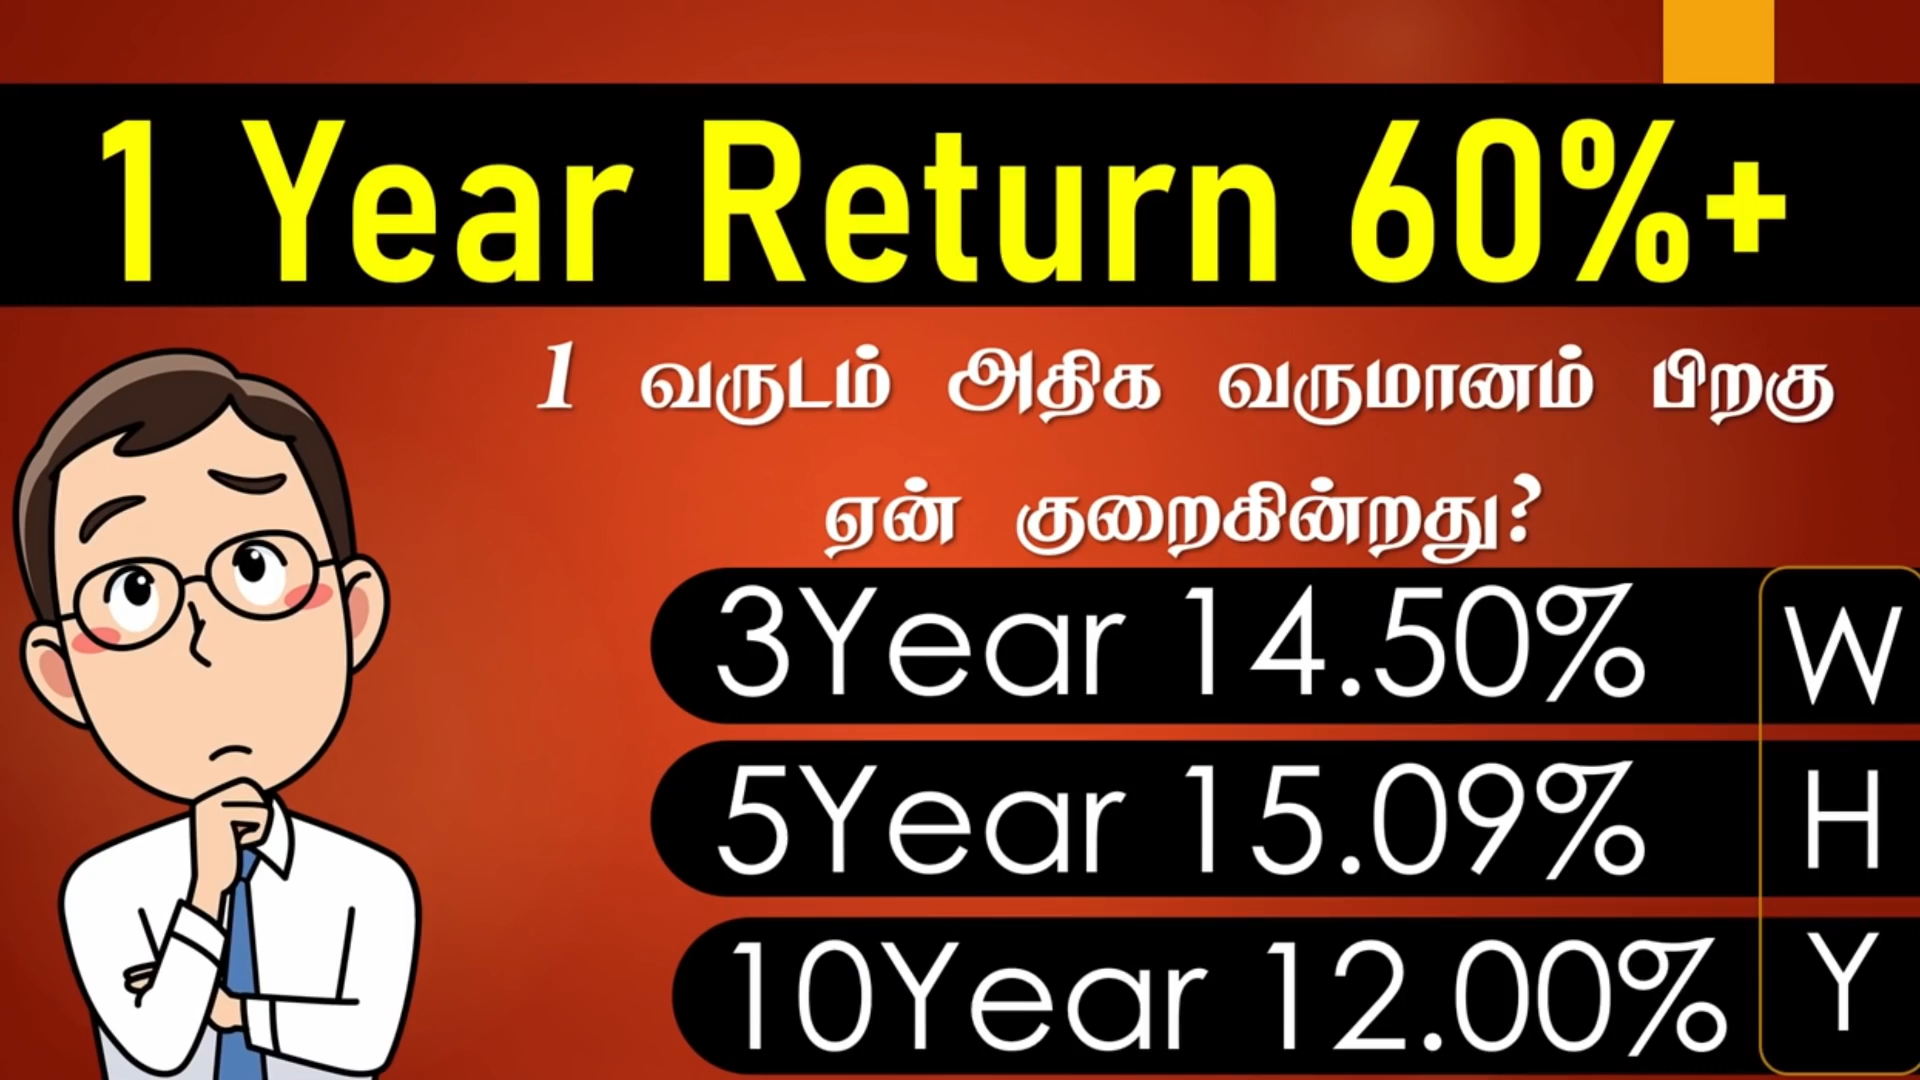 1 Year Return 60%+
1 வருடம் அதிக வருமானம் பிறகு
ஏன் குறைகின்றது?
3Year 14.50% W
5Year 15.09% H
10Year 12.00% Y